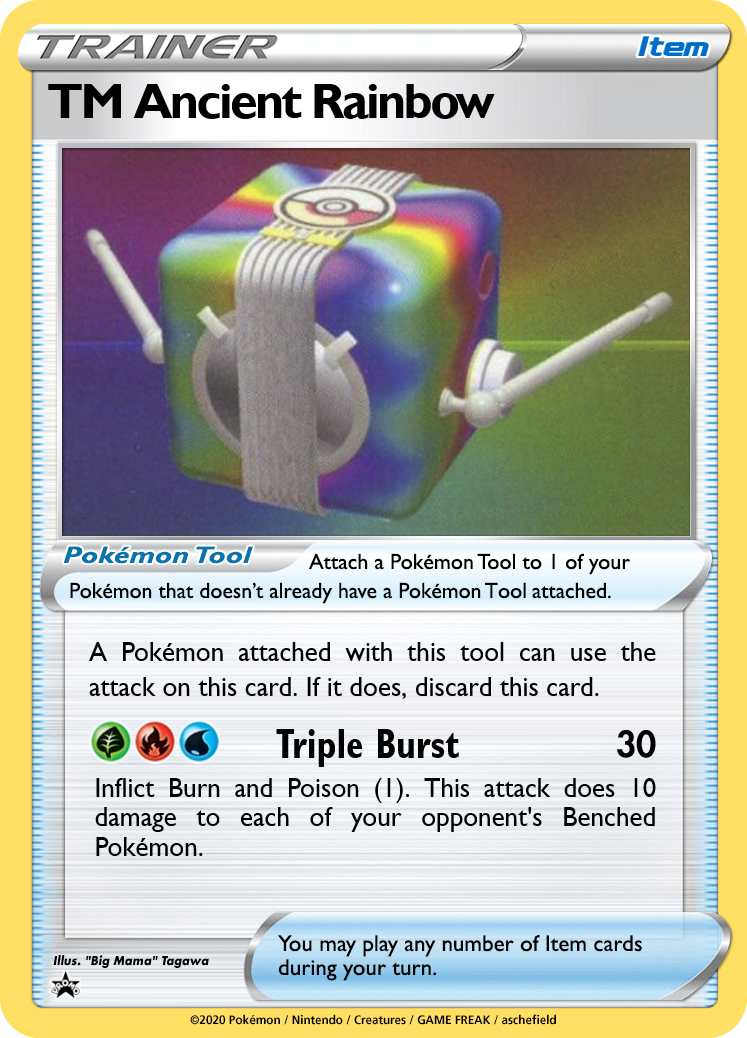 TRAINER
Item
TM Ancient Rainbow
Pokémon Tool
Attach a Pokémon Tool to 1 of your
Pokémon that doesn’t already have a Pokémon Tool attached.
A Pokémon attached with this tool can use the
attack on this card. If it does, discard this card.
Triple Burst 30
Inflict Burn and Poison (1). This attack does 10
damage to each of your opponent's Benched
Pokémon.
You may play any number of Item cards
during your turn.
Illus. "Big Mama" Tagawa
PROMO
©2020 Pokémon / Nintendo / Creatures / GAME FREAK / aschefield